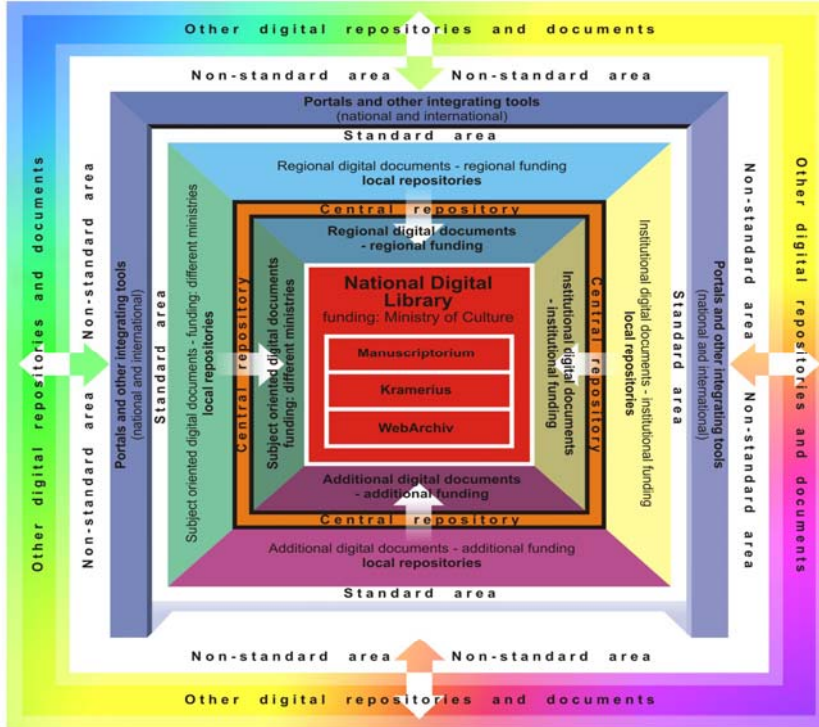 Other digital repositories and documents
Non-standard area Non-standard area
Portals and other integrating tools
(national and international)
Standard area
Regional digital documents - regional funding
local repositories
Central repository
Regional digital documents
- regional funding
Other digital repositories and documents
Non-standard area Non-standard area
Portals and other integrating tools
(national and international)
Standard area
Subject oriented digital documents - funding: different ministries
local repositories
Central repository
Subject oriented digital documents
funding: different ministries
National Digital
Library
funding: Ministry of Culture
Manuscriptorium
Kramerius
WebArchiv
Institutional digital documents
- institutional funding
Central repository
Institutional digital documents - institutional funding
local repositories
Standard area
Portals and other integrating tools
(national and international)
Non-standard area Non-standard area
Other digital repositories and documents
Additional digital documents
- additional funding
Central repository
Additional digital documents - additional funding
local repositories
Standard area
Non-standard area Non-standard area
Other digital repositories and documents